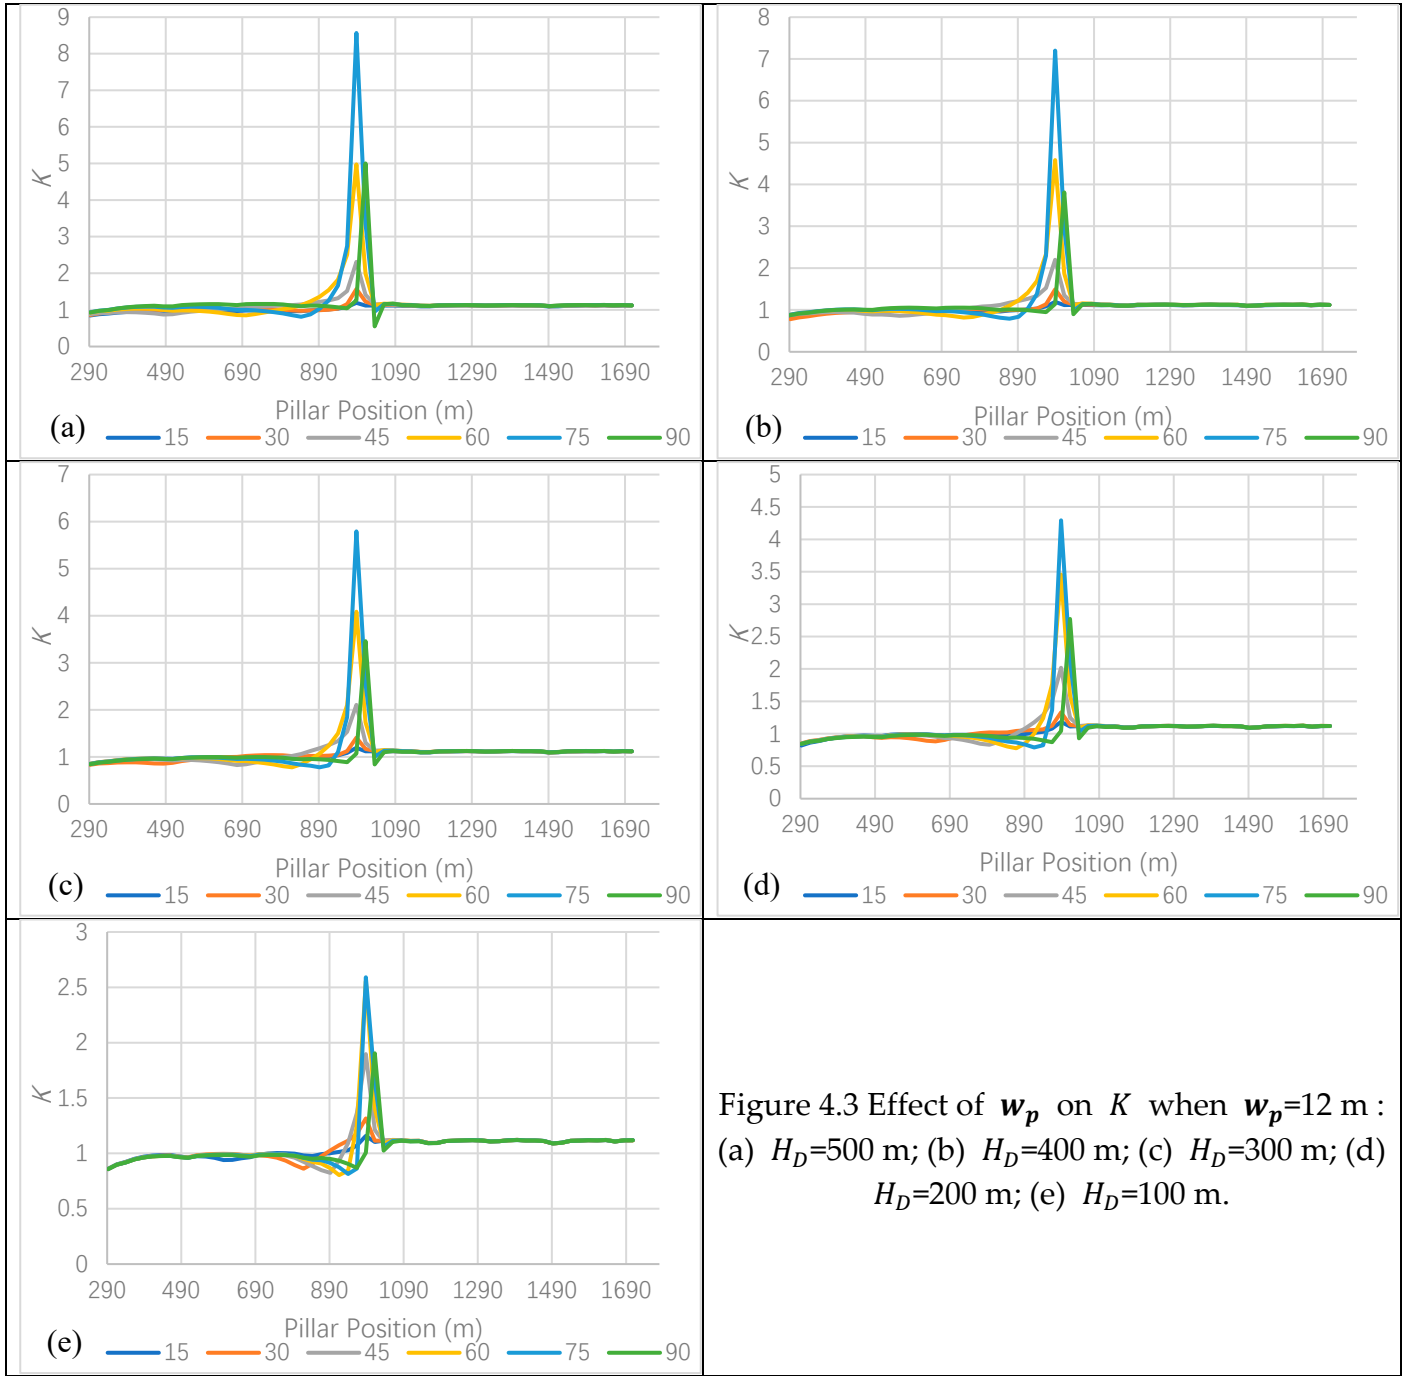 9
8
7
6
5
4
3
2
1
0
K
290 490 690 890 1090 1290 1490 1690
Pillar Position (m)
(a) 15 30 45 60 75 90
8
7
6
5
4
3
2
1
0
K
290 490 690 890 1090 1290 1490 1690
Pillar Position (m)
(b) 15 30 45 60 75 90
7
6
5
4
3
2
1
0
K
290 490 690 890 1090 1290 1490 1690
Pillar Position (m)
(c) 15 30 45 60 75 90
5
4.5
4
3.5
3
2.5
2
1.5
1
0.5
0
K
290 490 690 890 1090 1290 1490 1690
Pillar Position (m)
(d) 15 30 45 60 75 90
3
2.5
2
1.5
1
0.5
0
K
290 490 690 890 1090 1290 1490 1690
Pillar Position (m)
(e) 15 30 45 60 75 90
Figure 4.3 Effect of w_p on K when w_p=12 m :
(a) H_D=500 m; (b) H_D=400 m; (c) H_D=300 m; (d)
H_D=200 m; (e) H_D=100 m.